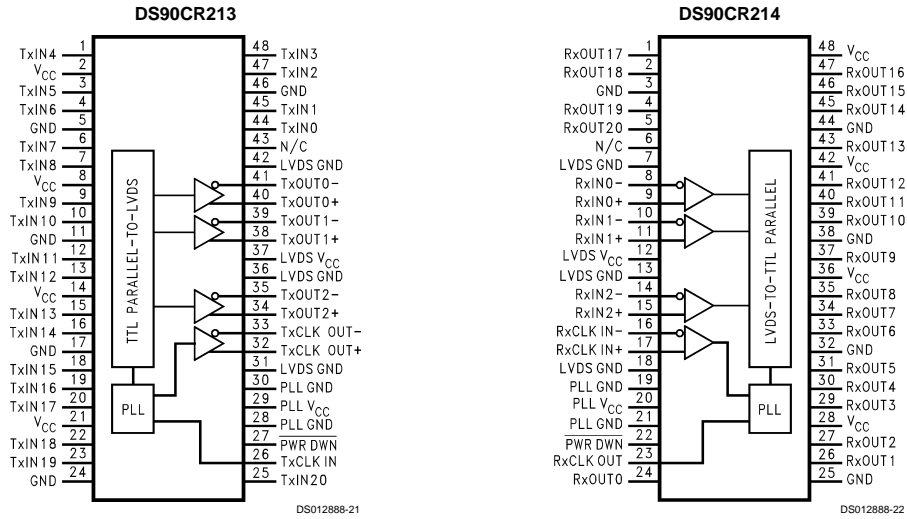 DS90CR213
TxIN4 1
VCC 2
TxIN5 3
TxIN6 4
GND 5
TxIN7 6
TxIN8 7
VCC 8
TxIN9 9
TxIN10 10
GND 11
TxIN11 12
TxIN12 13
VCC 14
TxIN13 15
TxIN14 16
GND 17
TxIN15 18
TxIN16 19
TxIN17 20
VCC 21
TxIN18 22
TxIN19 23
GND 24
TTL PARALLEL-TO-LVDS
PLL
48 TxIN3
47 TxIN2
46 GND
45 TxIN1
44 TxIN0
43 N/C
42 LVDS GND
41 TxOUT0-
40 TxOUT0+
39 TxOUT1-
38 TxOUT1+
37 LVDS VCC
36 LVDS GND
35 TxOUT2-
34 TxOUT2+
33 TxCLK OUT-
32 TxCLK OUT+
31 LVDS GND
30 PLL GND
29 PLL VCC
28 PLL GND
27 PWR DWN
26 TxCLK IN
25 TxIN20
DS012888-21
DS90CR214
RxOUT17 1
RxOUT18 2
GND 3
RxOUT19 4
RxOUT20 5
N/C 6
LVDS GND 7
RxIN0- 8
RxIN0+ 9
RxIN1- 10
RxIN1+ 11
LVDS VCC 12
LVDS GND 13
RxIN2- 14
RxIN2+ 15
RxCLK IN- 16
RxCLK IN+ 17
LVDS GND 18
PLL GND 19
PLL VCC 20
PLL GND 21
PWR DWN 22
RxCLK OUT 23
RxOUT0 24
LVDS-TO-TTL PARALLEL
PLL
48 VCC
47 RxOUT16
46 RxOUT15
45 RxOUT14
44 GND
43 RxOUT13
42 VCC
41 RxOUT12
40 RxOUT11
39 RxOUT10
38 GND
37 RxOUT9
36 VCC
35 RxOUT8
34 RxOUT7
33 RxOUT6
32 GND
31 RxOUT5
30 RxOUT4
29 RxOUT3
28 VCC
27 RxOUT2
26 RxOUT1
25 GND
DS012888-22